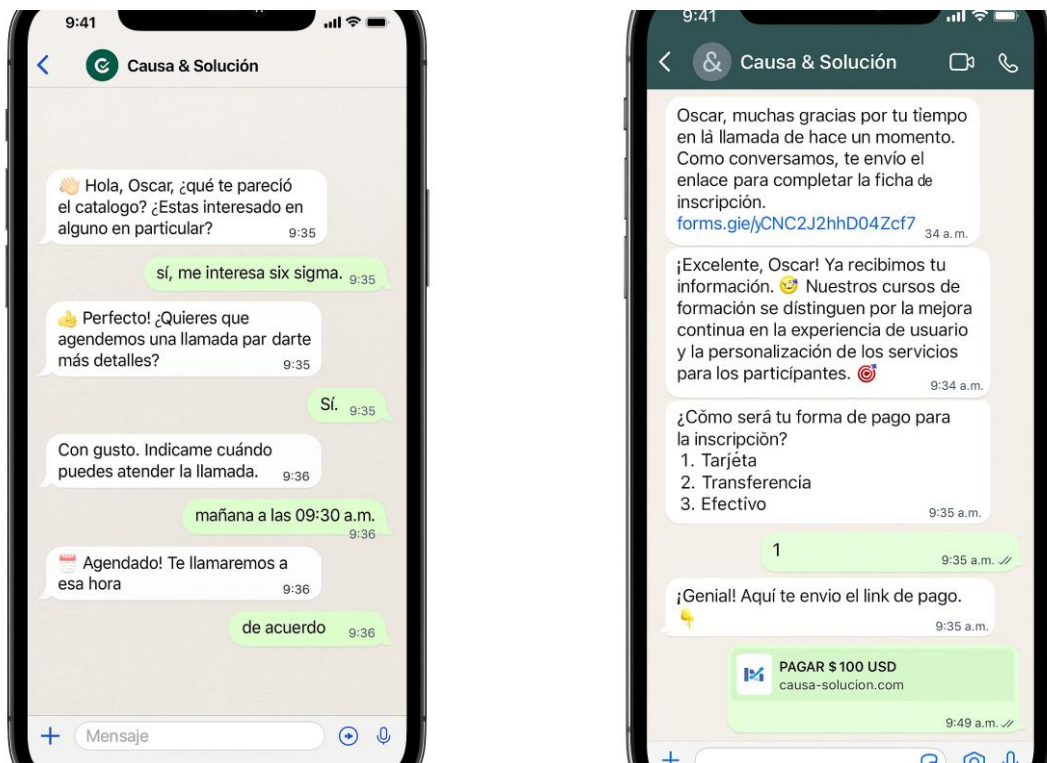 9:41
Causa & Solución
👋 Hola, Oscar, ¿qué te pareció
el catalogo? ¿Estas interesado en
alguno en particular? 9:35
sí, me interesa six sigma. 9:35
👍 Perfecto! ¿Quieres que
agendemos una llamada par darte
más detalles? 9:35
Sí. 9:35
Con gusto. Indicame cuándo
puedes atender la llamada. 9:36
mañana a las 09:30 a.m.
9:36
🗓️ Agendado! Te llamaremos a
esa hora 9:36
de acuerdo 9:36
Mensaje
9:41
& Causa & Solución
Oscar, muchas gracias por tu tiempo
en là llamada de hace un momento.
Como conversamos, te envío el
enlace para completar la ficha de
inscripción.
forms.gie/yCNC2J2hhD04Zcf7 34 a. m.
¡Excelente, Oscar! Ya recibimos tu
información. Nuestros cursos de
formación se dístinguen por la mejora
continua en la experiencia de usuario
y la personalización de los servicios
para los partícípantes. 🎯
9:34 a.m.
¿Cŏmo será tu forma de pago para
la inscripciŏn?
1. Tarjéta
2. Transferencía
3. Efectivo
9:35 a.m.
1
9:35 a.m.
¡Genial! Aquí te envio el link de pago.
👇
9:35 a.m.
PAGAR $ 100 USD
causa-solucion.com
9:49 a.m.